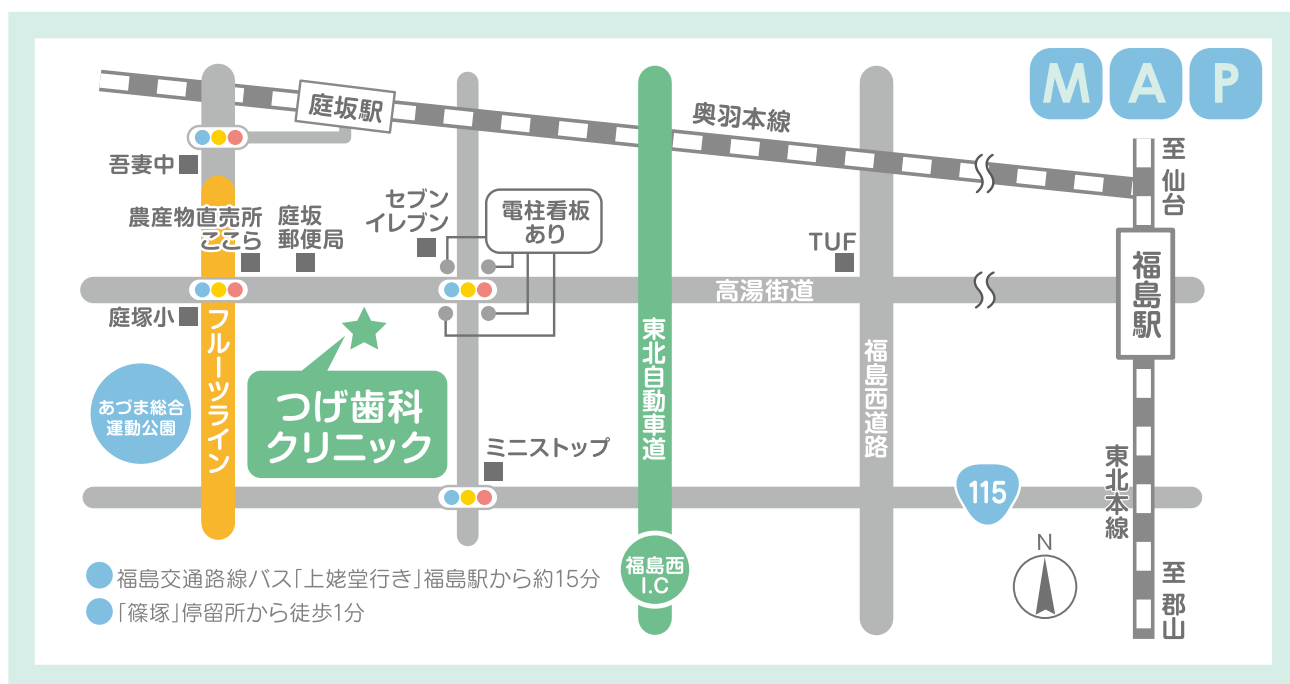 MAP
庭坂駅
奥羽本線
至 仙台
吾妻中
セブン
イレブン
電柱看板
あり
農産物直売所
ここら
庭坂
郵便局
TUF
福島駅
高湯街道
庭塚小
フルーツライン
東北自動車道
福島西道路
あづま総合
運動公園
つげ歯科
クリニック
ミニストップ
115
東北本線
N
福島西
I.C
至 郡山
福島交通路線バス「上姥堂行き」福島駅から約15分
「篠塚」停留所から徒歩1分